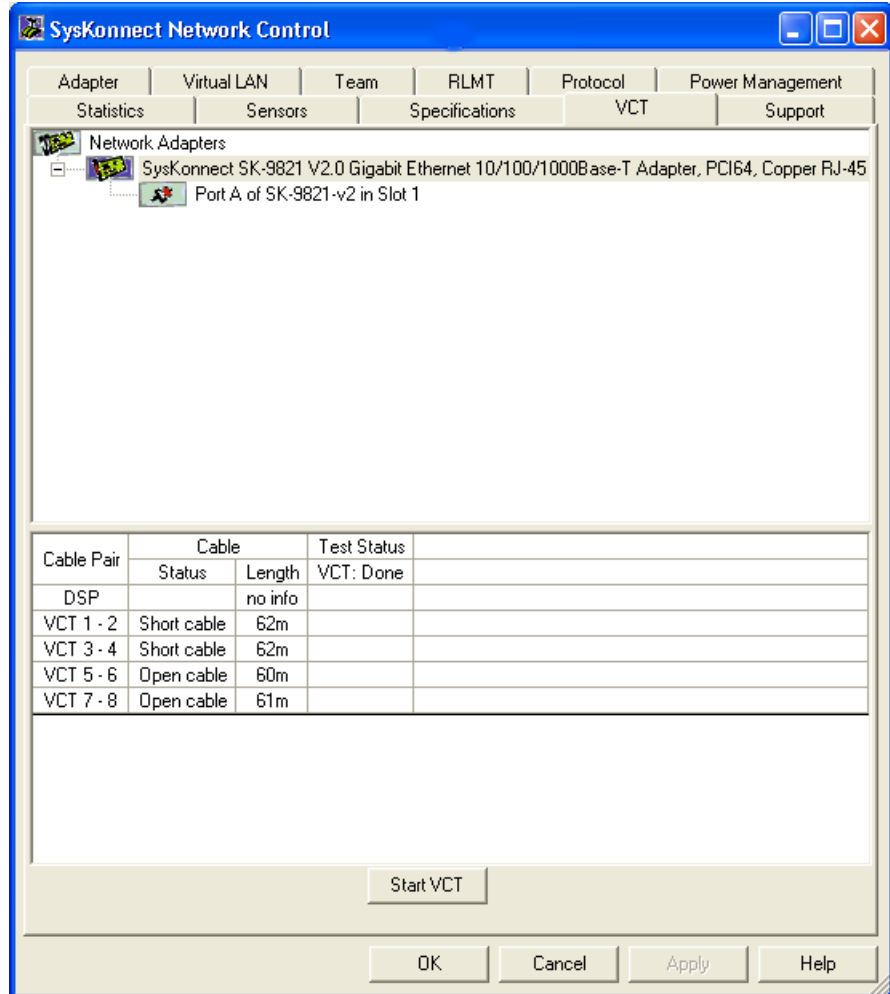 SysKonnect Network Control
Adapter Virtual LAN Team RLMT Protocol Power Management
Statistics Sensors Specifications VCT Support
Network Adapters
SysKonnect SK-9821 V2.0 Gigabit Ethernet 10/100/1000Base-T Adapter, PCI64, Copper RJ-45
Port A of SK-9821-v2 in Slot 1
Cable Pair Cable Test Status
Status Length VCT: Done
DSP no info
VCT 1 - 2 Short cable 62m
VCT 3 - 4 Short cable 62m
VCT 5 - 6 Open cable 60m
VCT 7 - 8 Open cable 61m
Start VCT
OK Cancel Apply Help